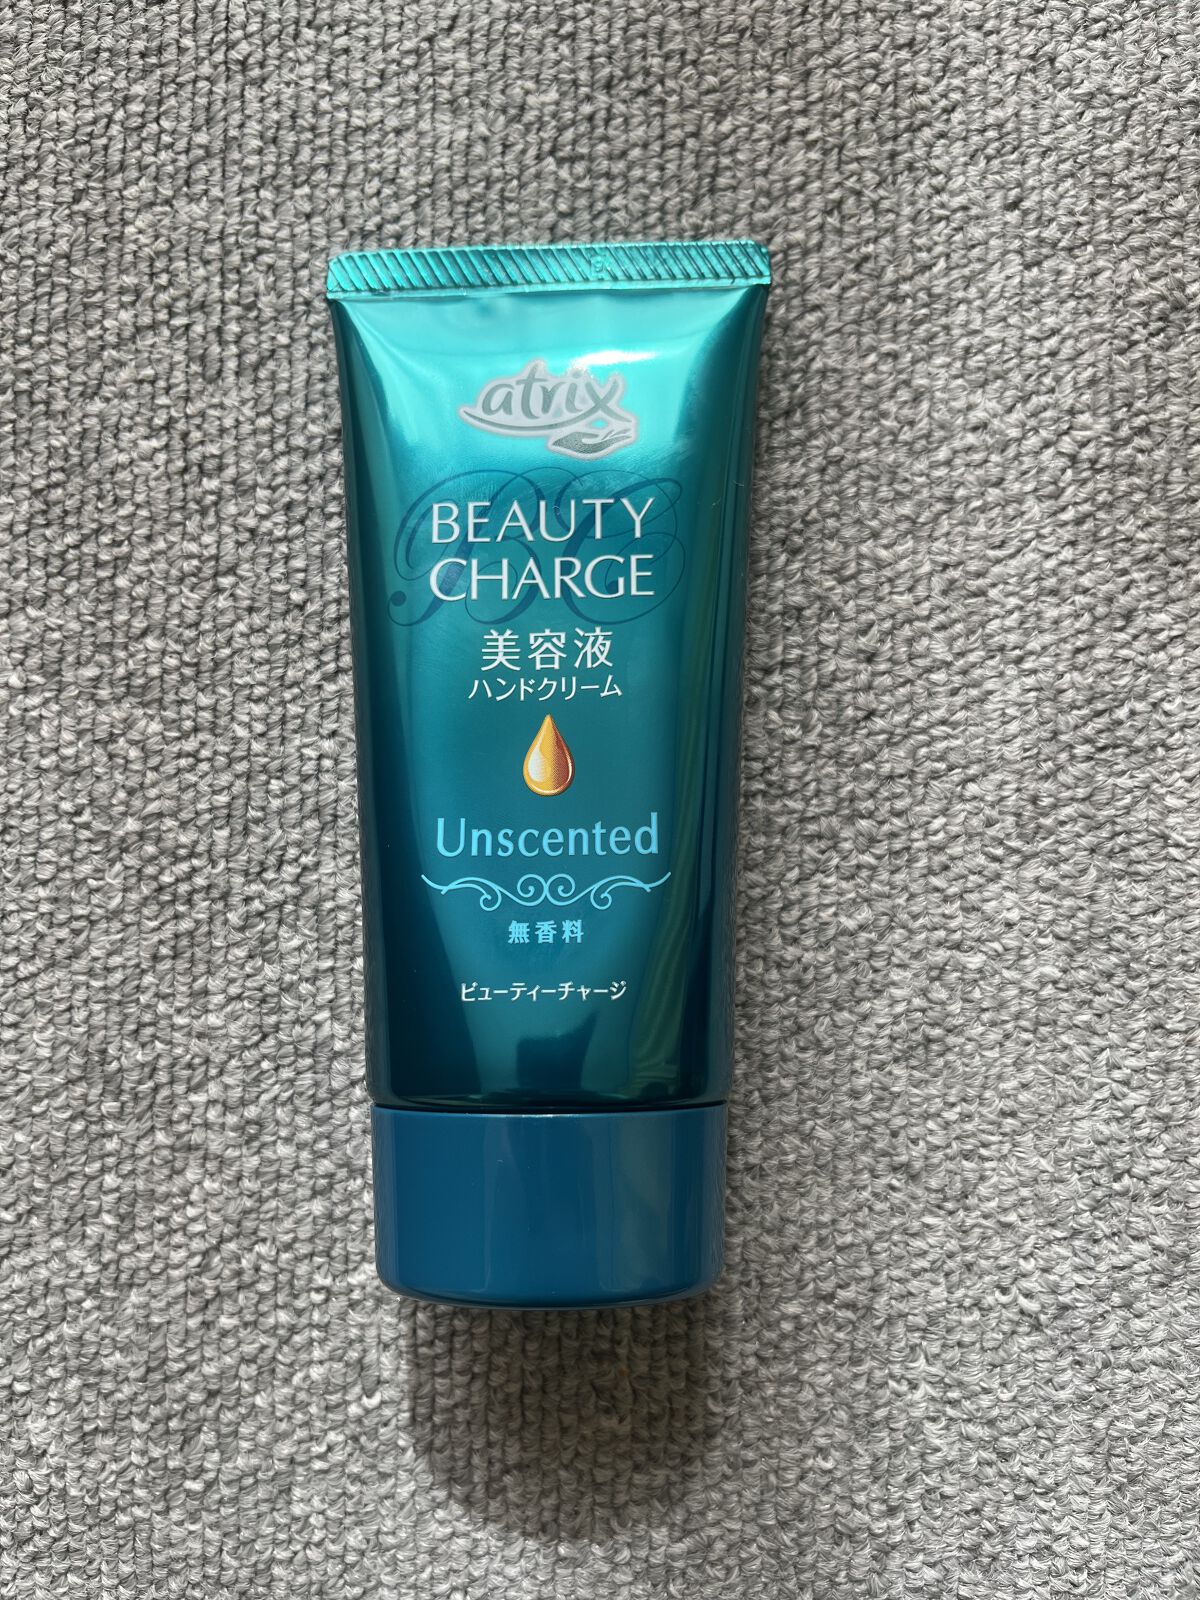 atrix
BEAUTY
CHARGE
美容液
ハンドクリーム
Unscented
無香料
ビューティーチャージ